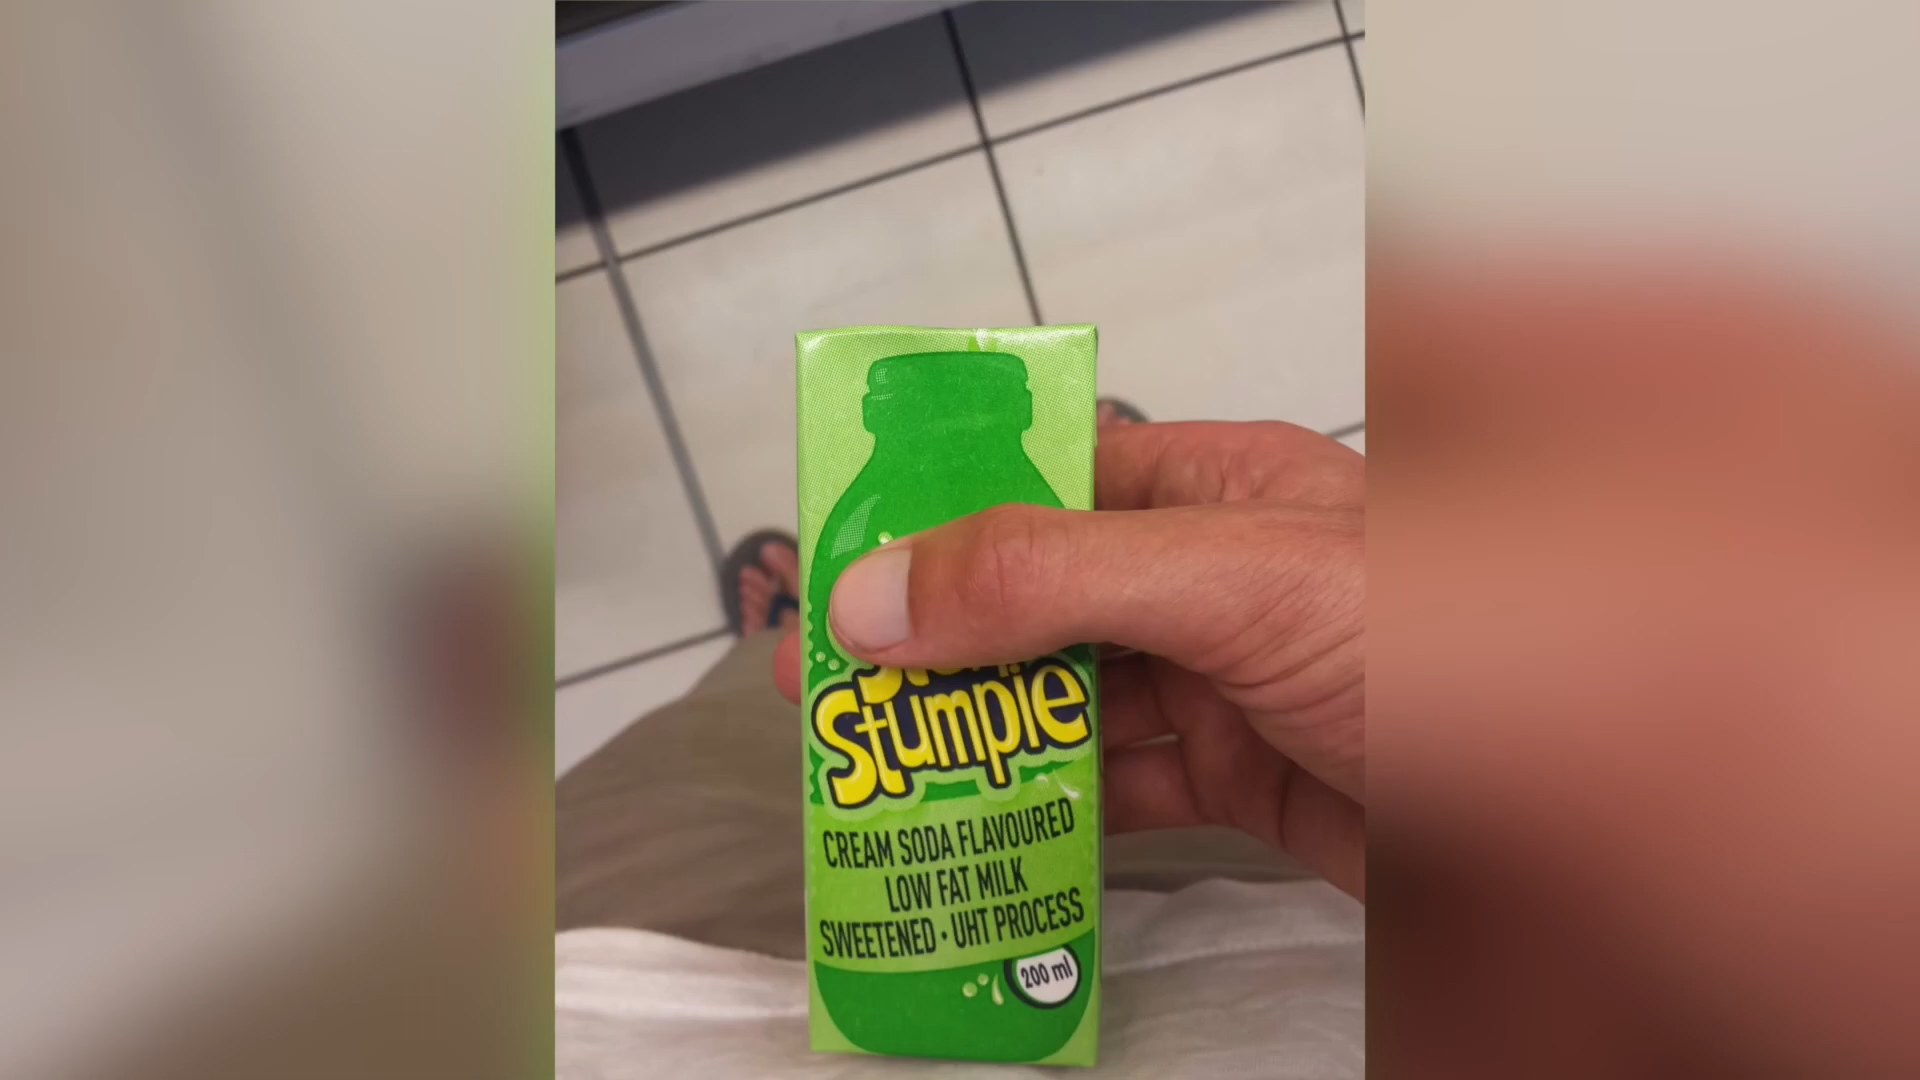 Stumpie
CREAM SODA FLAVOURED
LOW FAT MILK
SWEETENED • UHT PROCESS
200 ml